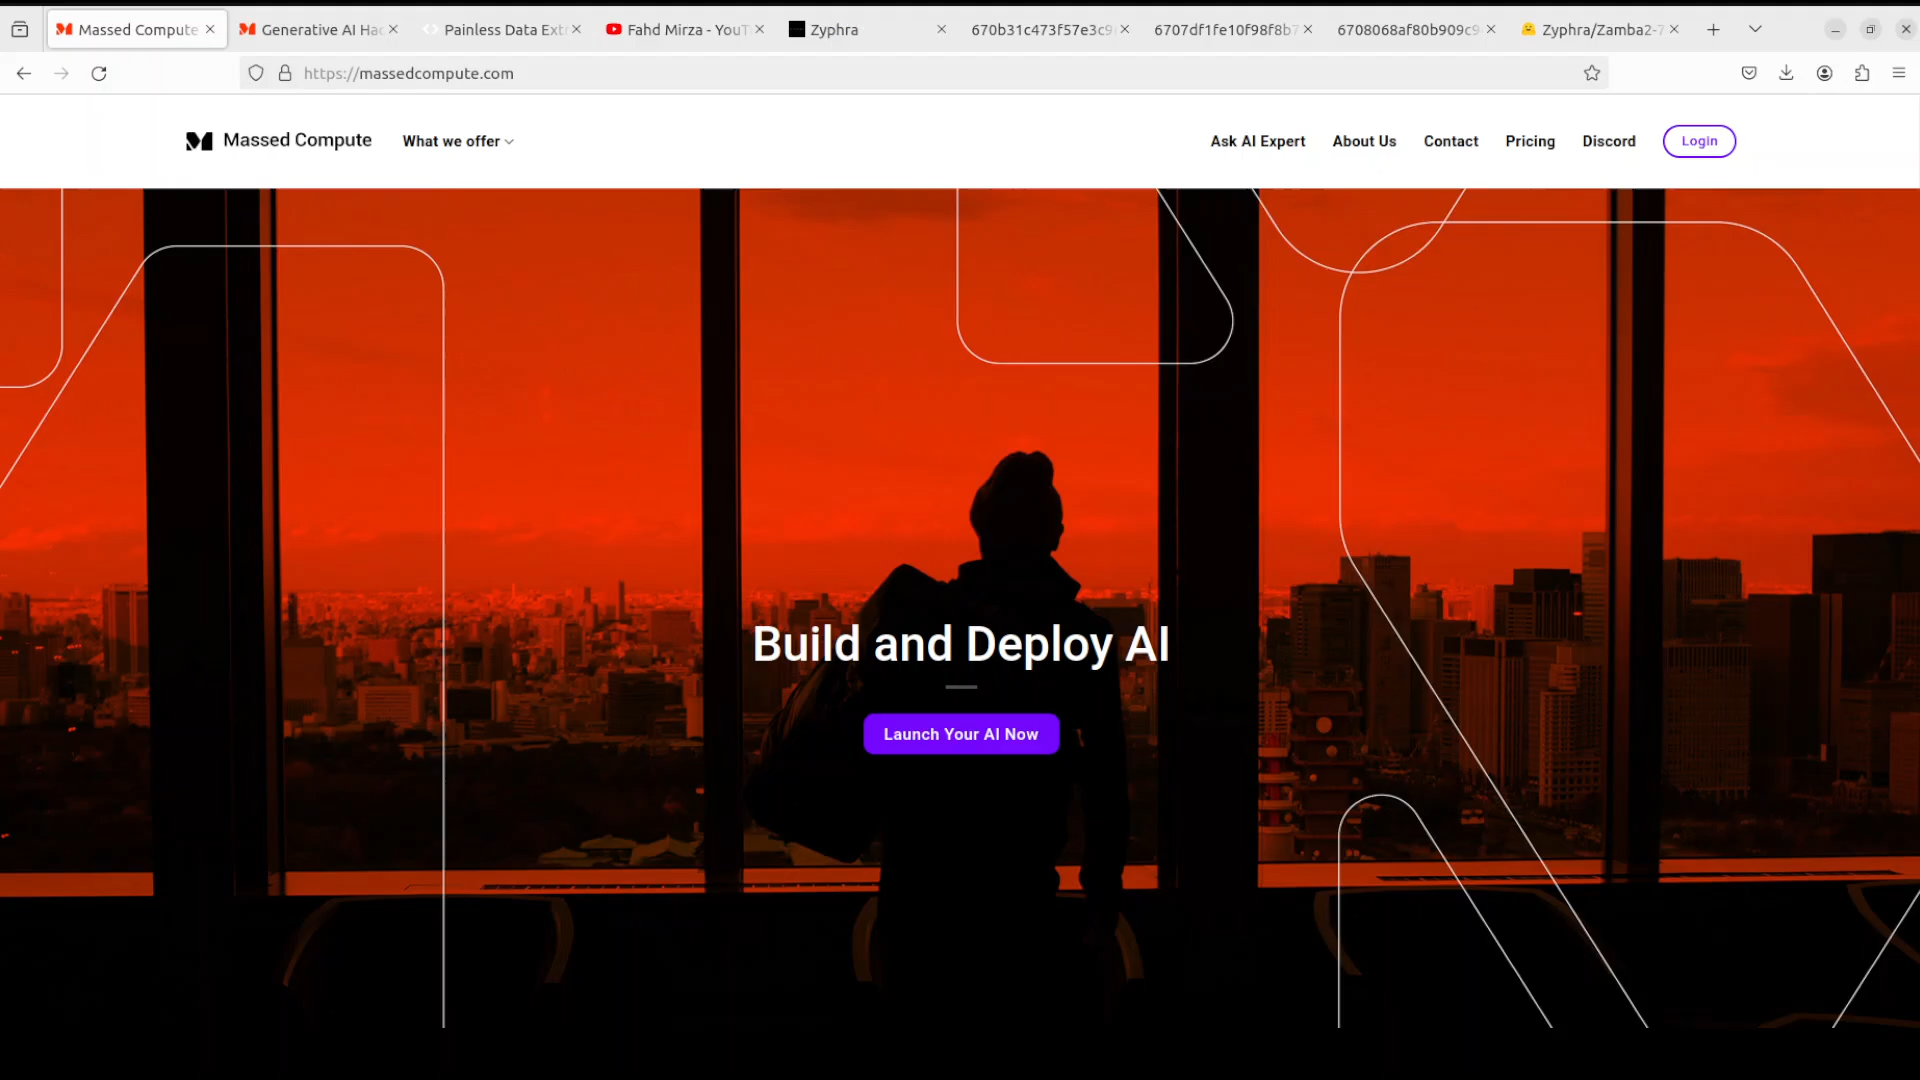 Massed Compute
Generative AI Hac
Painless Data Extr
Fahd Mirza - YouT
Zyphra
670b31c473f57e3c9
6707df1fe10f98f8b7
6708068af80b909c9
Zyphra/Zamba2-7
https://massedcompute.com
Massed Compute
What we offer
Ask AI Expert
About Us
Contact
Pricing
Discord
Login
Build and Deploy AI
Launch Your AI Now